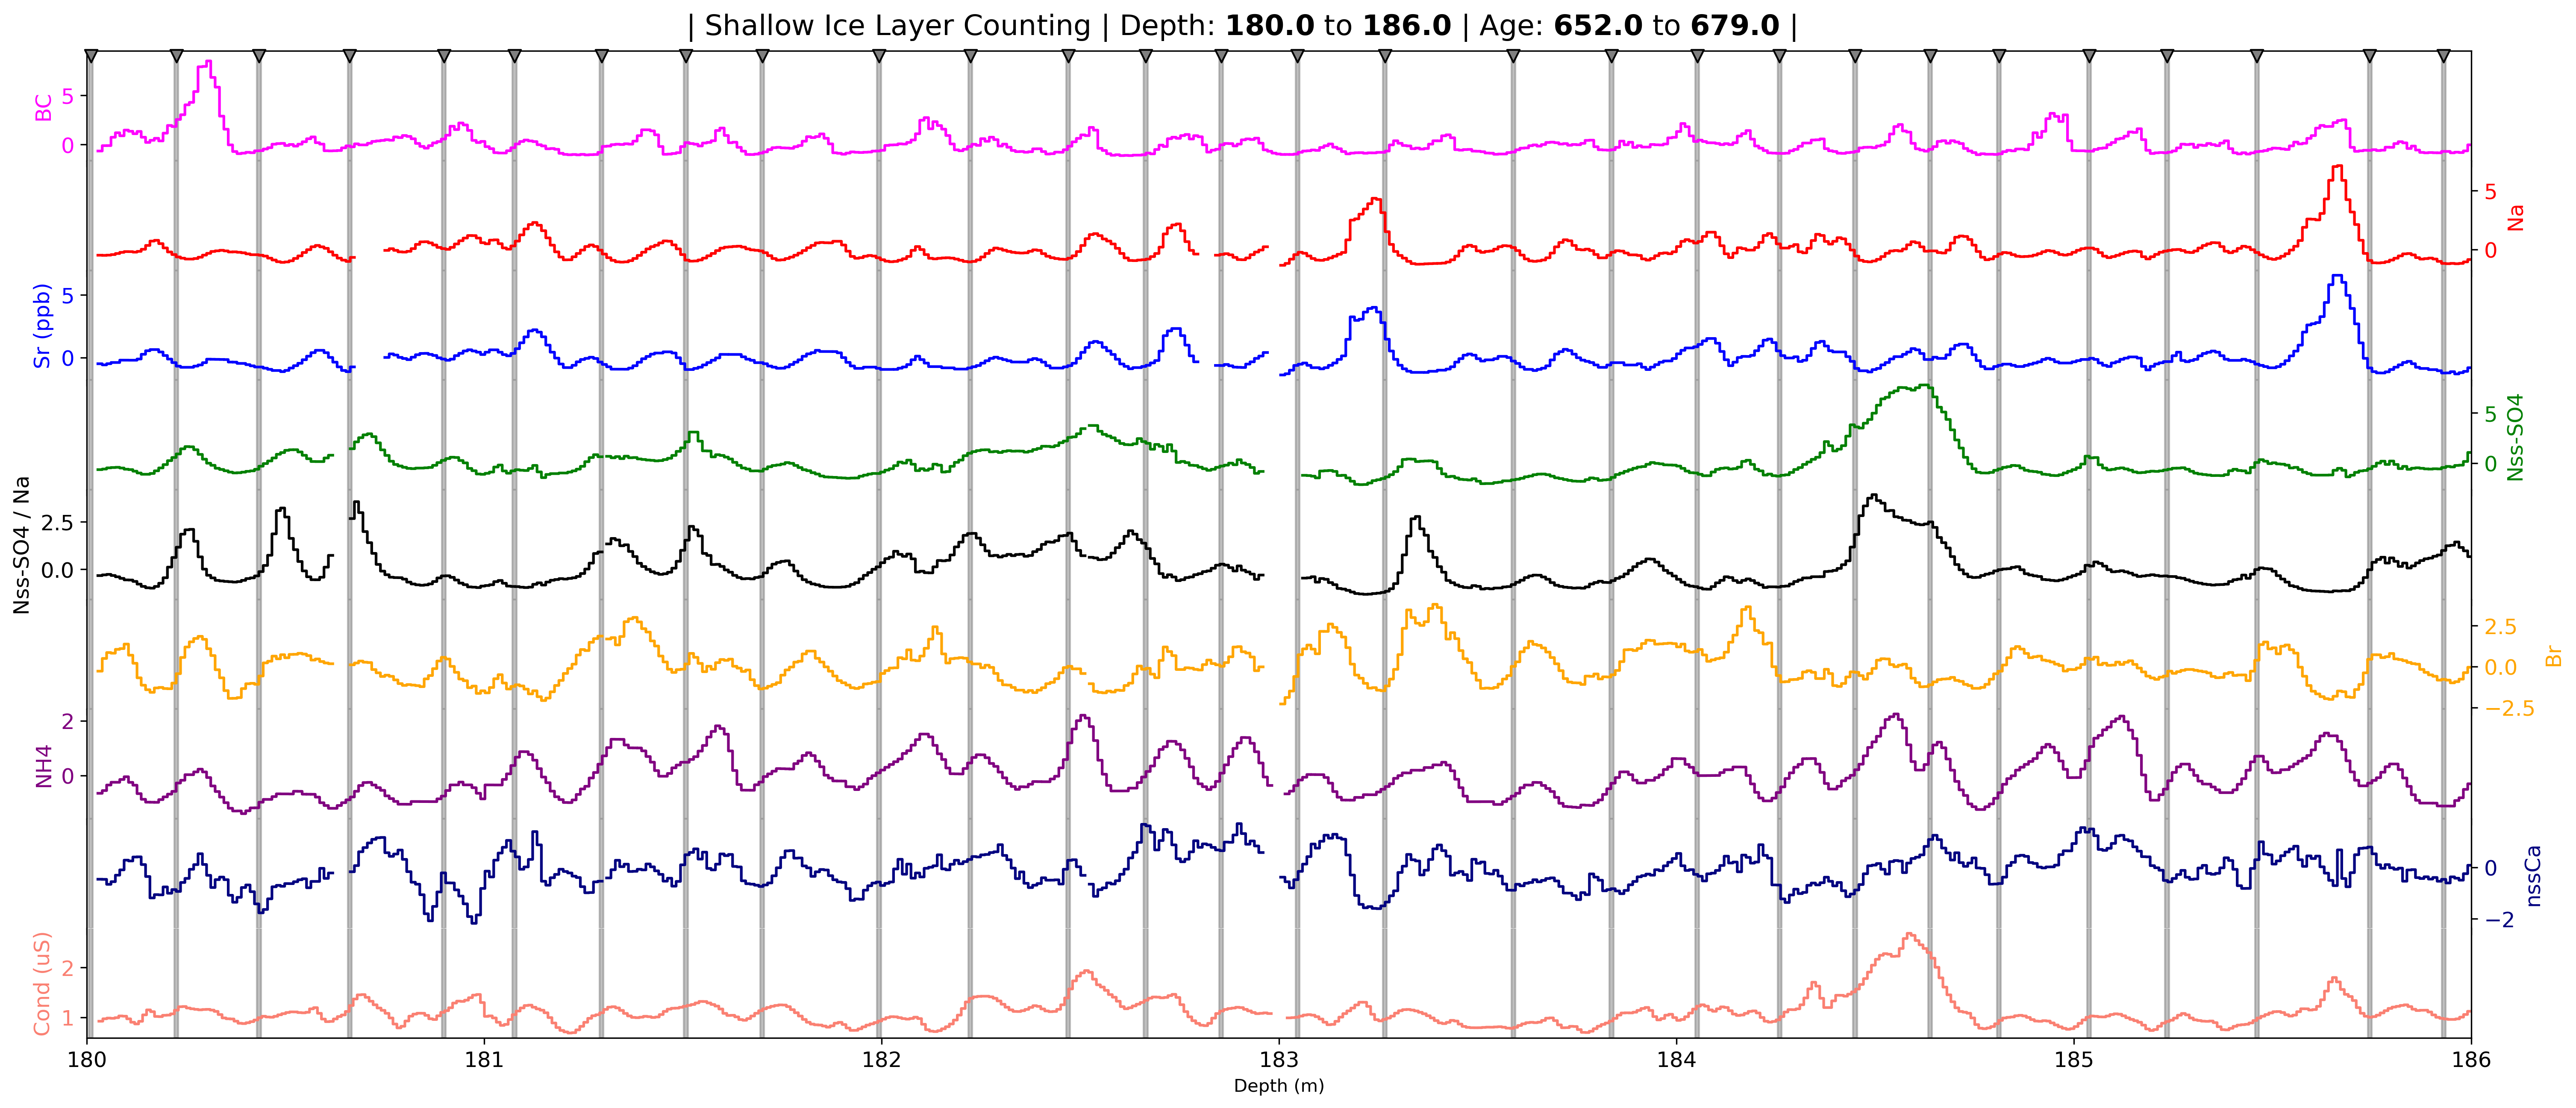 | Shallow Ice Layer Counting | Depth: 180.0 to 186.0 | Age: 652.0 to 679.0 |
BC
5
0
5
0
Na
Sr (ppb)
5
0
5
0
Nss-SO4
Nss-SO4 / Na
2.5
0.0
2.5
0.0
−2.5
Br
NH4
2
0
0
−2
nssCa
Cond (uS)
2
1
180 181 182 183 184 185 186
Depth (m)